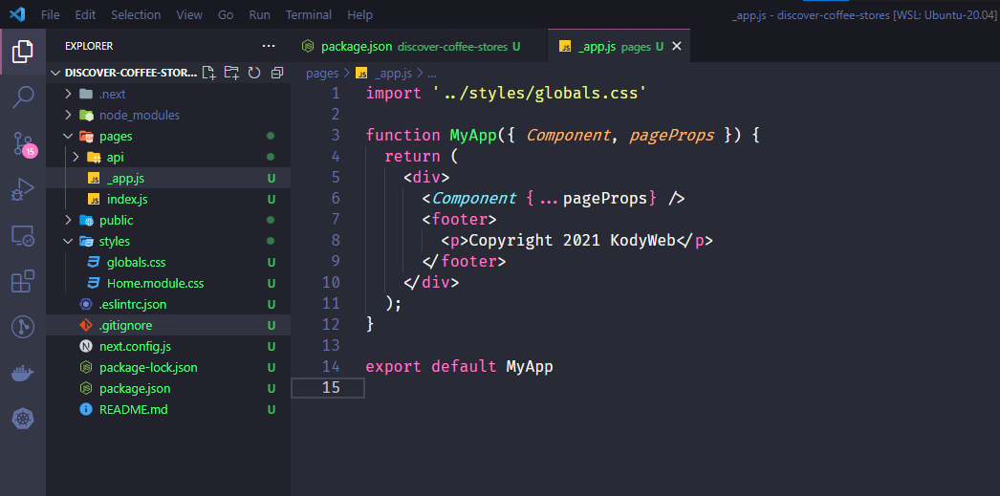 File Edit Selection View Go Run Terminal Help _app.js - discover-coffee-stores [WSL: Ubuntu-20.04]
EXPLORER ...
DISCOVER-COFFEE-STOR...
.next
node_modules
pages
api
_app.js U
index.js U
public
styles
globals.css U
Home.module.css U
.eslintrc.json U
.gitignore U
next.config.js U
package-lock.json U
package.json U
README.md U
15
package.json discover-coffee-stores U
_app.js pages U
pages > JS _app.js > ...
1 import '../styles/globals.css'
2
3 function MyApp({ Component, pageProps }) {
4 return (
5 <div>
6 <Component {...pageProps} />
7 <footer>
8 <p>Copyright 2021 KodyWeb</p>
9 </footer>
10 </div>
11 );
12 }
13
14 export default MyApp
15